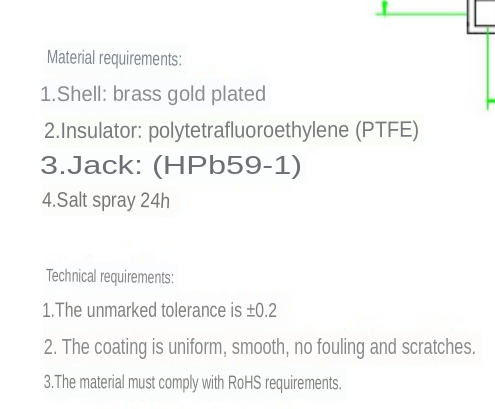 Material requirements:
1.Shell: brass gold plated
2.Insulator: polytetrafluoroethylene (PTFE)
3.Jack: (HPb59-1)
4.Salt spray 24h
Technical requirements:
1.The unmarked tolerance is ±0.2
2. The coating is uniform, smooth, no fouling and scratches.
3.The material must comply with RoHS requirements.